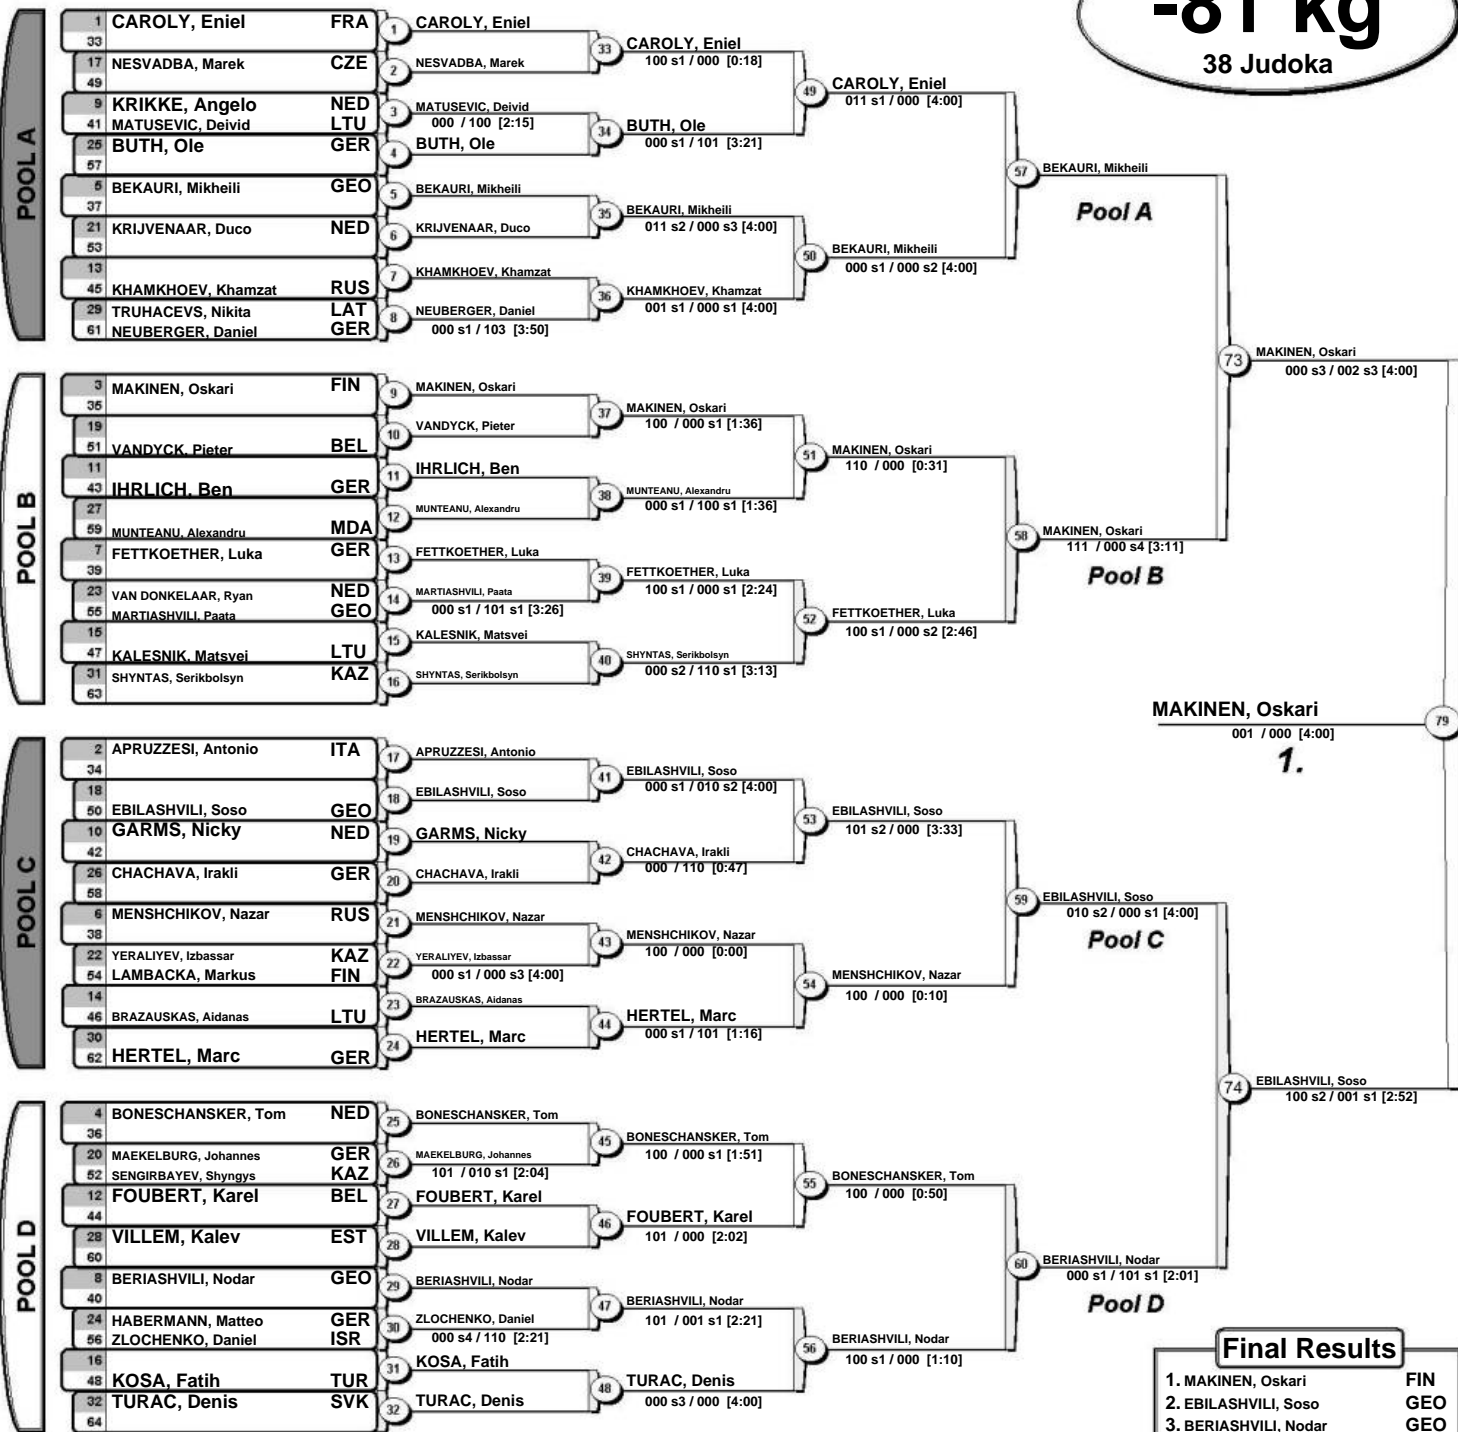 -81 kg
38 Judoka
POOL A
1 CAROLY, Eniel FRA
33
17 NESVADBA, Marek CZE
49
9 KRIKKE, Angelo NED
41 MATUSEVIC, Deivid LTU
25 BUTH, Ole GER
57
5 BEKAURI, Mikheili GEO
37
21 KRIJVENAAR, Duco NED
53
13
45 KHAMKHOEV, Khamzat RUS
29 TRUHACEVS, Nikita LAT
61 NEUBERGER, Daniel GER
1 CAROLY, Eniel
2 NESVADBA, Marek
3 MATUSEVIC, Deivid
000 / 100 [2:15]
4 BUTH, Ole
5 BEKAURI, Mikheili
6 KRIJVENAAR, Duco
7 KHAMKHOEV, Khamzat
8 NEUBERGER, Daniel
000 s1 / 103 [3:50]
33 CAROLY, Eniel
100 s1 / 000 [0:18]
34 BUTH, Ole
000 s1 / 101 [3:21]
35 BEKAURI, Mikheili
011 s2 / 000 s3 [4:00]
36 KHAMKHOEV, Khamzat
001 s1 / 000 s1 [4:00]
49 CAROLY, Eniel
011 s1 / 000 [4:00]
50 BEKAURI, Mikheili
000 s1 / 000 s2 [4:00]
57 BEKAURI, Mikheili
Pool A
POOL B
3 MAKINEN, Oskari FIN
35
19
51 VANDYCK, Pieter BEL
11
43 IHRLICH, Ben GER
27
59 MUNTEANU, Alexandru MDA
7 FETTKOETHER, Luka GER
39
23 VAN DONKELAAR, Ryan NED
55 MARTIASHVILI, Paata GEO
15
47 KALESNIK, Matsvei LTU
31 SHYNTAS, Serikbolsyn KAZ
63
9 MAKINEN, Oskari
10 VANDYCK, Pieter
11 IHRLICH, Ben
12 MUNTEANU, Alexandru
13 FETTKOETHER, Luka
14 MARTIASHVILI, Paata
000 s1 / 101 s1 [3:26]
15 KALESNIK, Matsvei
16 SHYNTAS, Serikbolsyn
37 MAKINEN, Oskari
100 / 000 s1 [1:36]
38 MUNTEANU, Alexandru
000 s1 / 100 s1 [1:36]
39 FETTKOETHER, Luka
100 s1 / 000 s1 [2:24]
40 SHYNTAS, Serikbolsyn
000 s2 / 110 s1 [3:13]
51 MAKINEN, Oskari
110 / 000 [0:31]
52 FETTKOETHER, Luka
100 s1 / 000 s2 [2:46]
58 MAKINEN, Oskari
111 / 000 s4 [3:11]
Pool B
73 MAKINEN, Oskari
000 s3 / 002 s3 [4:00]
MAKINEN, Oskari 79
001 / 000 [4:00]
1.
POOL C
2 APRUZZESI, Antonio ITA
34
18
50 EBILASHVILI, Soso GEO
10 GARMS, Nicky NED
42
26 CHACHAVA, Irakli GER
58
6 MENSHCHIKOV, Nazar RUS
38
22 YERALIYEV, Izbassar KAZ
54 LAMBACKA, Markus FIN
14
46 BRAZAUSKAS, Aidanas LTU
30
62 HERTEL, Marc GER
17 APRUZZESI, Antonio
18 EBILASHVILI, Soso
19 GARMS, Nicky
20 CHACHAVA, Irakli
21 MENSHCHIKOV, Nazar
22 YERALIYEV, Izbassar
000 s1 / 000 s3 [4:00]
23 BRAZAUSKAS, Aidanas
24 HERTEL, Marc
41 EBILASHVILI, Soso
000 s1 / 010 s2 [4:00]
42 CHACHAVA, Irakli
000 / 110 [0:47]
43 MENSHCHIKOV, Nazar
100 / 000 [0:00]
44 HERTEL, Marc
000 s1 / 101 [1:16]
53 EBILASHVILI, Soso
101 s2 / 000 [3:33]
54 MENSHCHIKOV, Nazar
100 / 000 [0:10]
59 EBILASHVILI, Soso
010 s2 / 000 s1 [4:00]
Pool C
74 EBILASHVILI, Soso
100 s2 / 001 s1 [2:52]
POOL D
4 BONESCHANSKER, Tom NED
36
20 MAEKELBURG, Johannes GER
52 SENGIRBAYEV, Shyngys KAZ
12 FOUBERT, Karel BEL
44
28 VILLEM, Kalev EST
60
8 BERIASHVILI, Nodar GEO
40
24 HABERMANN, Matteo GER
56 ZLOCHENKO, Daniel ISR
16
48 KOSA, Fatih TUR
32 TURAC, Denis SVK
64
25 BONESCHANSKER, Tom
26 MAEKELBURG, Johannes
101 / 010 s1 [2:04]
27 FOUBERT, Karel
28 VILLEM, Kalev
29 BERIASHVILI, Nodar
30 ZLOCHENKO, Daniel
000 s4 / 110 [2:21]
31 KOSA, Fatih
32 TURAC, Denis
45 BONESCHANSKER, Tom
100 / 000 s1 [1:51]
46 FOUBERT, Karel
101 / 000 [2:02]
47 BERIASHVILI, Nodar
101 / 001 s1 [2:21]
48 TURAC, Denis
000 s3 / 000 [4:00]
55 BONESCHANSKER, Tom
100 / 000 [0:50]
56 BERIASHVILI, Nodar
100 s1 / 000 [1:10]
60 BERIASHVILI, Nodar
000 s1 / 101 s1 [2:01]
Pool D
Final Results
1. MAKINEN, Oskari FIN
2. EBILASHVILI, Soso GEO
3. BERIASHVILI, Nodar GEO